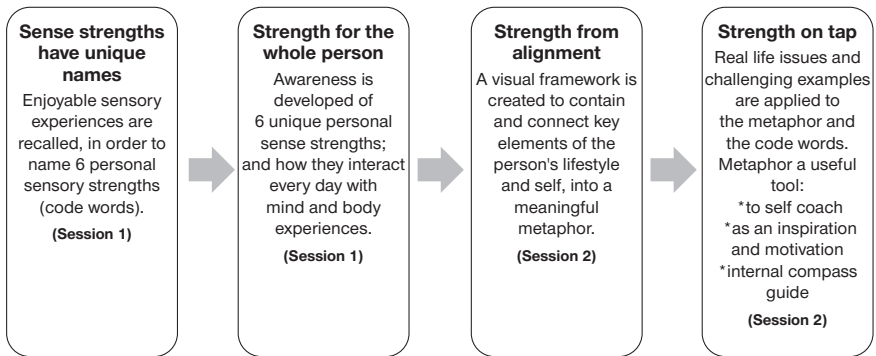 Sense strengths
have unique
names
Enjoyable sensory
experiences are
recalled, in order to
name 6 personal
sensory strengths
(code words).
(Session 1)
Strength for the
whole person
Awareness is
developed of
6 unique personal
sense strengths;
and how they interact
every day with
mind and body
experiences.
(Session 1)
Strength from
alignment
A visual framework is
created to contain
and connect key
elements of the
person's lifestyle
and self, into a
meaningful
metaphor.
(Session 2)
Strength on tap
Real life issues and
challenging examples
are applied to
the metaphor and
the code words.
Metaphor a useful
tool:
*to self coach
*as an inspiration
and motivation
*internal compass
guide
(Session 2)